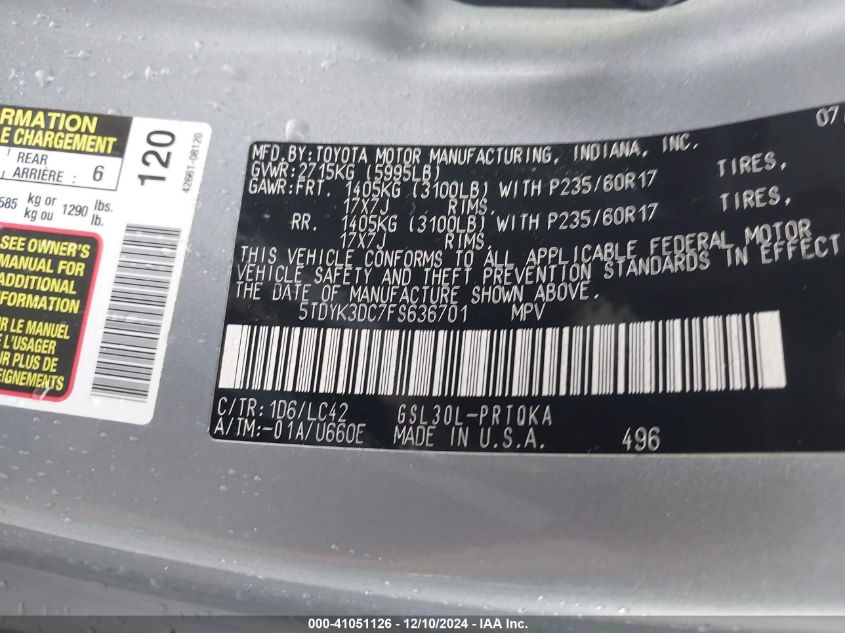 RMATION
E CHARGEMENT
REAR
ARRIÈRE : 6
585 kg or 1290 lbs.
kg ou lb.
SEE OWNER'S
MANUAL FOR
ADDITIONAL
NFORMATION
UR LE MANUEL
L'USAGER
UR PLUS DE
EIGNEMENTS
120
42661-08120
07
MFD.BY:TOYOTA MOTOR MANUFACTURING, INDIANA, INC.
GVWR:2715KG (5995LB)
GAWR:FRT. 1405KG (3100LB) WITH P235/60R17 TIRES,
17X7J RIMS,
RR. 1405KG (3100LB) WITH P235/60R17 TIRES,
17X7J RIMS.
THIS VEHICLE CONFORMS TO ALL APPLICABLE FEDERAL MOTOR
VEHICLE SAFETY AND THEFT PREVENTION STANDARDS IN EFFECT
THE DATE OF MANUFACTURE SHOWN ABOVE.
5TDYK3DC7FS636701 MPV
C/TR:1D6/LC42 GSL30L-PRTQKA
A/TM:-01A/U660E MADE IN U.S.A. 496
000-41051126 - 12/10/2024 - COPYRIGHT © IAA, INC.